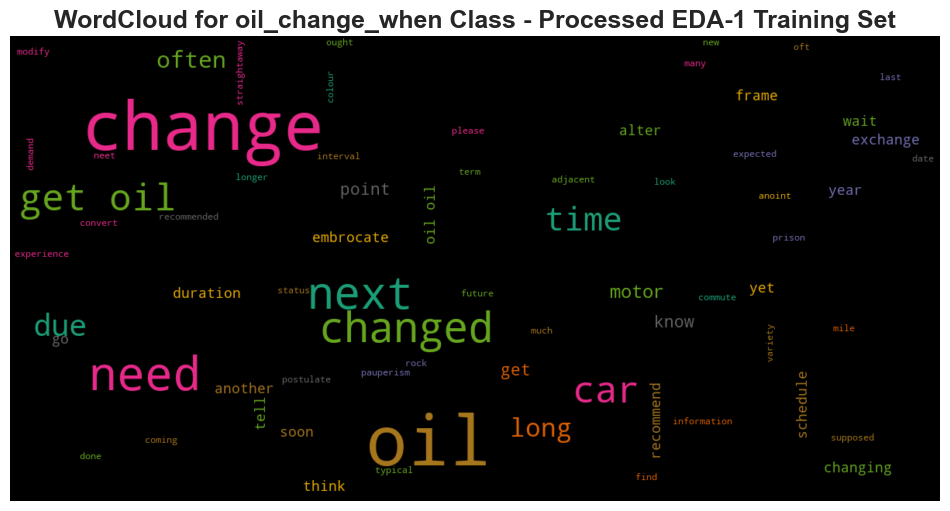 WordCloud for oil_change_when Class - Processed EDA-1 Training Set
modify
often
straightaway
ought
colour
new
many
oft
last
frame
change
please
alter
wait
exchange
demand
neet
interval
expected
date
longer
term
adjacent
look
get oil
point
oil oil
year
anoint
recommended
convert
time
embrocate
prison
experience
duration
status
next
future
motor
commute
yet
due
go
changed
know
much
variety
mile
need
rock
pauperism
postulate
get
another
car
tell
recommend
schedule
soon
oil
long
information
coming
supposed
done
typical
find
changing
think